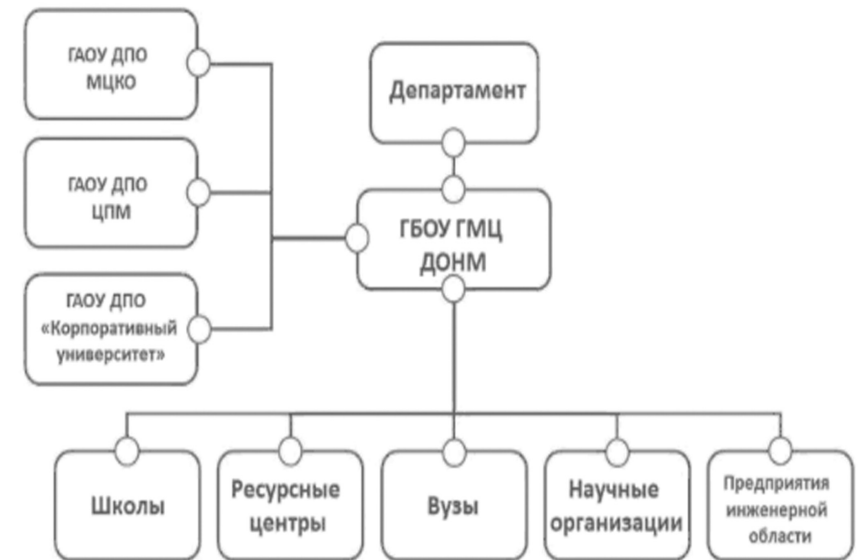 ГАОУ ДПО
МЦКО
Департамент
ГАОУ ДПО
ЦПМ
ГБОУ ГМЦ
ДОНМ
ГАОУ ДПО
«Корпоративный
университет»
Школы
Ресурсные
центры
Вузы
Научные
организации
Предприятия
инженерной
области